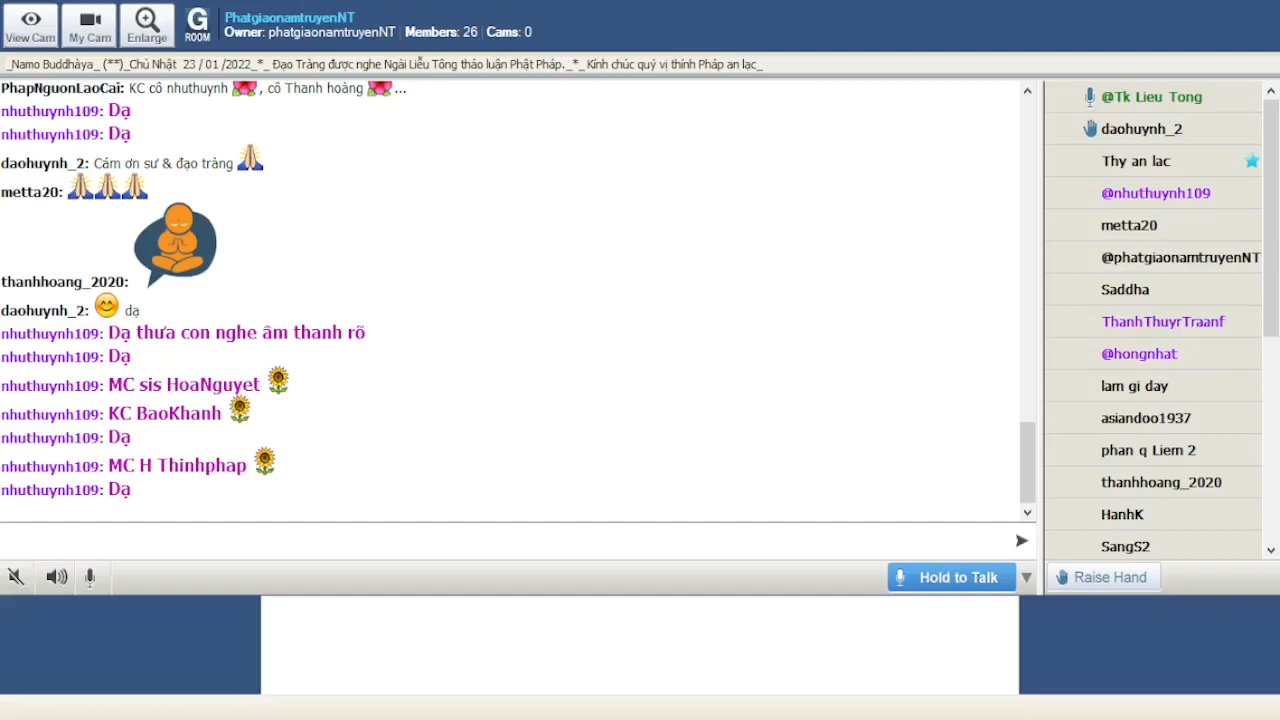 View Cam
My Cam
Enlarge
G
ROOM
PhatgiaonamtruyenNT
Owner: phatgiaonamtruyenNT | Members: 26 | Cams: 0
_Namo Buddhàya_ (**)_Chủ Nhật 23 / 01 /2022_*_ Đạo Tràng được nghe Ngài Liễu Tông thảo luận Phật Pháp._*_ Kính chúc quý vị thính Pháp an lạc_
PhapNguonLaoCai: KC cô nhuthuynh , cô Thanh hoàng ...
nhuthuynh109: Dạ
nhuthuynh109: Dạ
daohuynh_2: Cám ơn sư & đạo tràng
metta20:
thanhhoang_2020:
daohuynh_2: dạ
nhuthuynh109: Dạ thưa con nghe âm thanh rõ
nhuthuynh109: Dạ
nhuthuynh109: MC sis HoaNguyet
nhuthuynh109: KC BaoKhanh
nhuthuynh109: Dạ
nhuthuynh109: MC H Thinhphap
nhuthuynh109: Dạ
Hold to Talk
@Tk Lieu Tong
daohuynh_2
Thy an lac
@nhuthuynh109
metta20
@phatgiaonamtruyenNT
Saddha
ThanhThuyrTraanf
@hongnhat
lam gi day
asiandoo1937
phan q Liem 2
thanhhoang_2020
HanhK
SangS2
Raise Hand